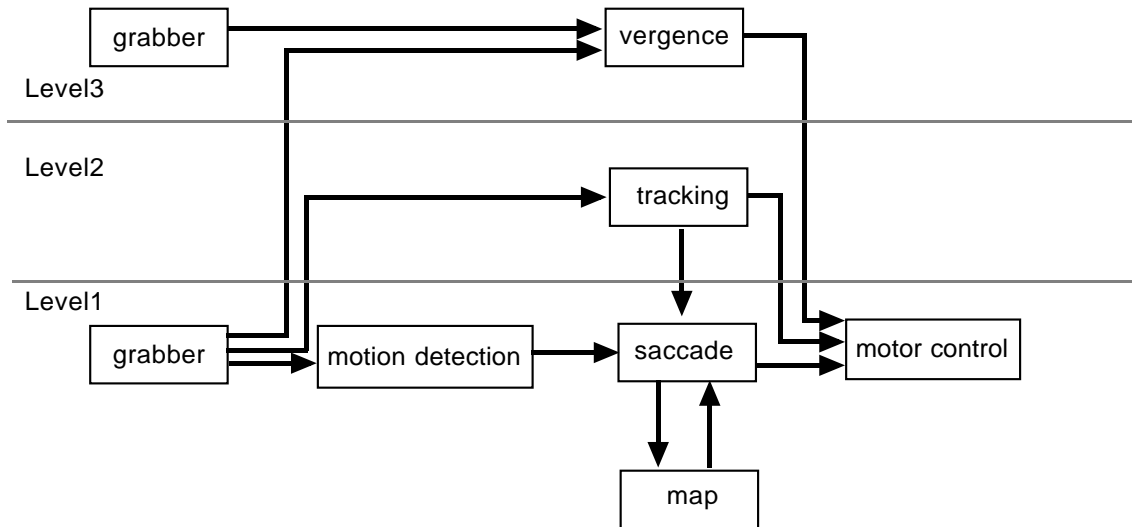 grabber
vergence
Level3
Level2
tracking
Level1
grabber
motion detection
saccade
motor control
map